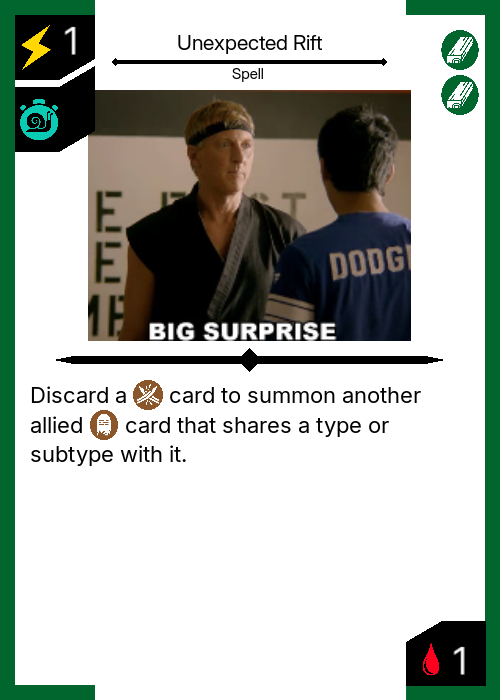 1
Unexpected Rift
Spell
E F ST
E
E
MP
DODG
BIG SURPRISE
Discard a card to summon another
allied card that shares a type or
subtype with it.
1